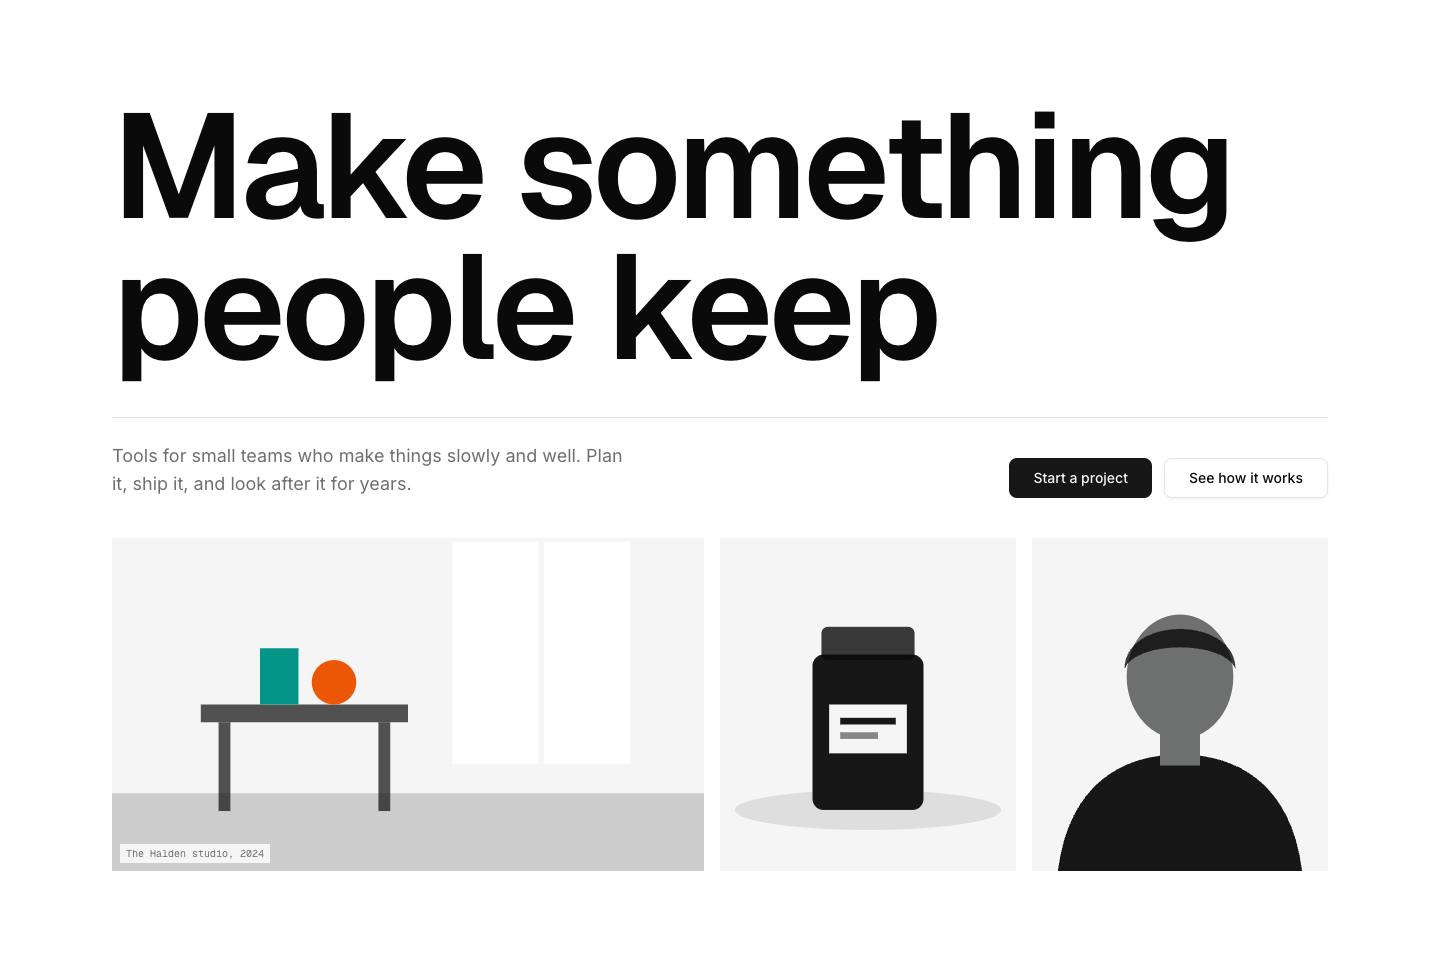 Make something
people keep
Tools for small teams who make things slowly and well. Plan
it, ship it, and look after it for years.
Start a project
See how it works
The Halden studio, 2024